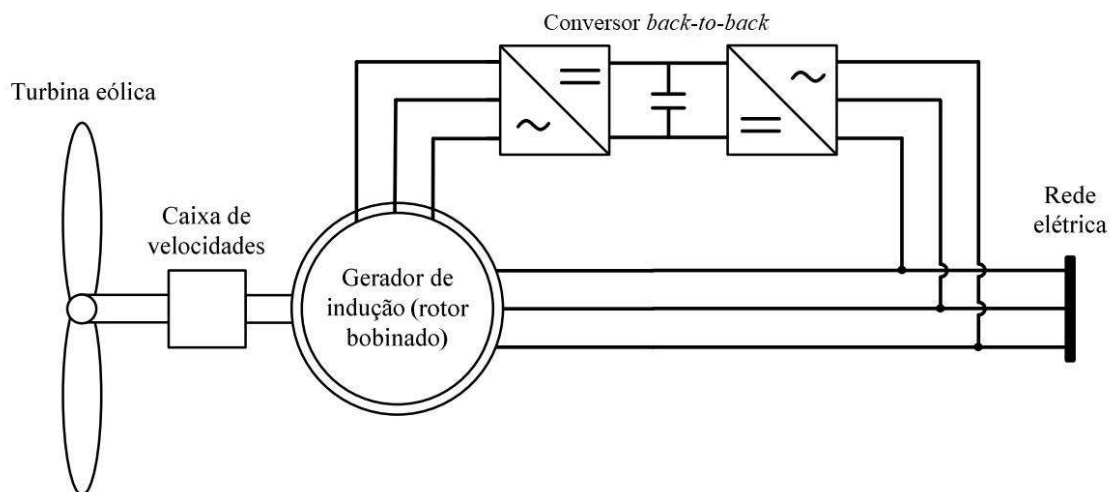 Conversor back-to-back
Turbina eólica
Caixa de
velocidades
Gerador de
indução (rotor
bobinado)
Rede
elétrica